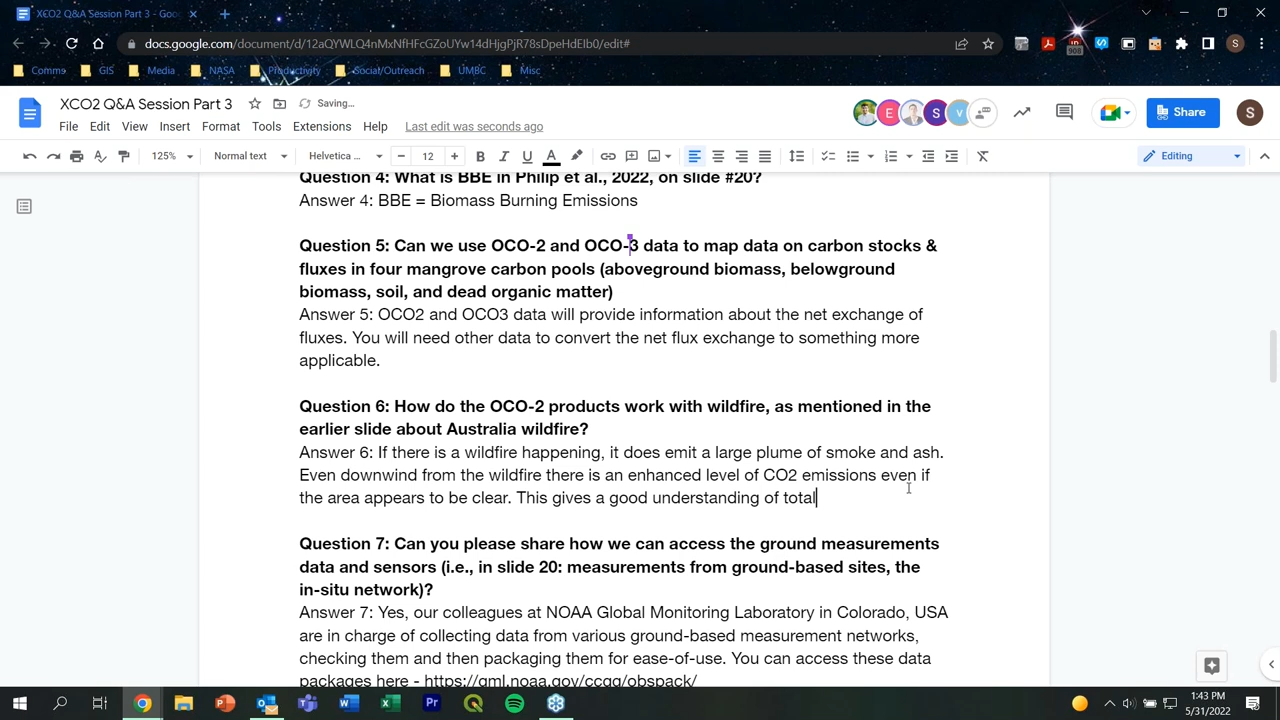 XCO2 Q&A Session Part 3 - Goo
docs.google.com/document/d/12aQYWLQ4nMxNfHFcGZoUYw14dHjgPjR78sDpeHdEIb0/edit#
908
S
Comms
GIS
Media
NASA
Productivity
Social/Outreach
UMBC
Misc
XCO2 Q&A Session Part 3
Saving…
E
S
V
Share
S
File Edit View Insert Format Tools Extensions Help Last edit was seconds ago
125% Normal text Helvetica ... 12 B I U A Editing
Question 4: What is BBE in Philip et al., 2022, on slide #20?
Answer 4: BBE = Biomass Burning Emissions
Question 5: Can we use OCO-2 and OCO-3 data to map data on carbon stocks &
fluxes in four mangrove carbon pools (aboveground biomass, belowground
biomass, soil, and dead organic matter)
Answer 5: OCO2 and OCO3 data will provide information about the net exchange of
fluxes. You will need other data to convert the net flux exchange to something more
applicable.
Question 6: How do the OCO-2 products work with wildfire, as mentioned in the
earlier slide about Australia wildfire?
Answer 6: If there is a wildfire happening, it does emit a large plume of smoke and ash.
Even downwind from the wildfire there is an enhanced level of CO2 emissions even if
the area appears to be clear. This gives a good understanding of total
Question 7: Can you please share how we can access the ground measurements
data and sensors (i.e., in slide 20: measurements from ground-based sites, the
in-situ network)?
Answer 7: Yes, our colleagues at NOAA Global Monitoring Laboratory in Colorado, USA
are in charge of collecting data from various ground-based measurement networks,
checking them and then packaging them for ease-of-use. You can access these data
packages here - https://gml.noaa.gov/ccgg/obspack/
1:43 PM
5/31/2022